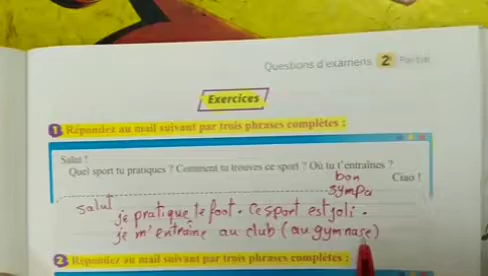 Questions d'examens 2e Partie
Exercices
1 Répondez au mail suivant par trois phrases complètes :
Salut !
Quel sport tu pratiques ? Comment tu trouves ce sport ? Où tu t'entraînes ?
Ciao !
bon
sympa
salut
je pratique le foot. Ce sport est joli.
je m'entraîne au club (au gymnase)
2 Répondez au mail suivant par trois phrases complètes :